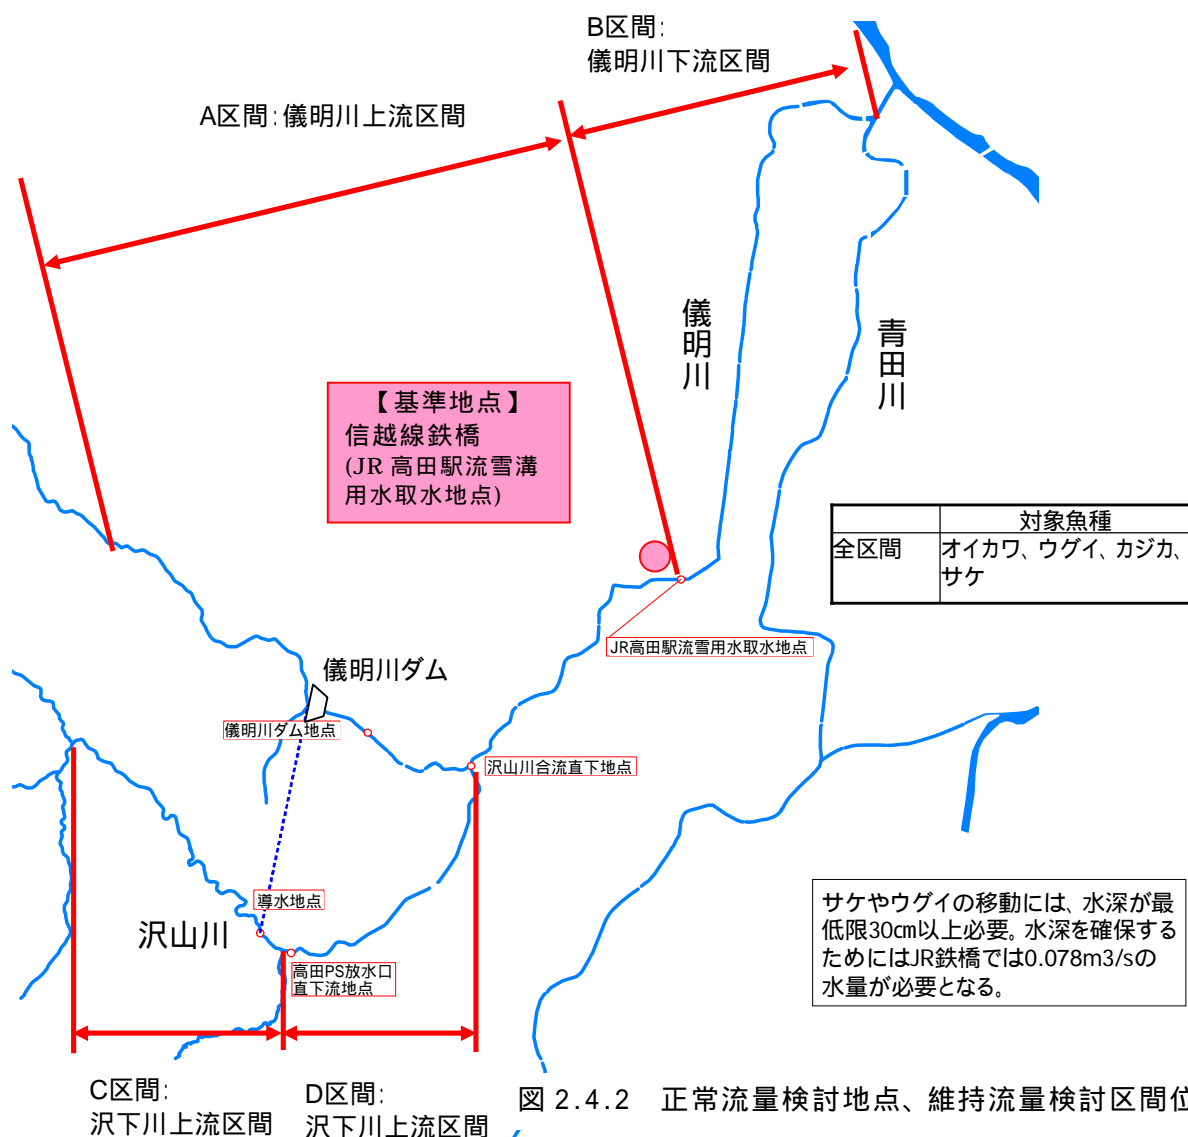 B区間:
儀明川下流区間
A区間:儀明川上流区間
儀明川
青田川
【基準地点】
信越線鉄橋
(JR 高田駅流雪溝
用水取水地点)
対象魚種
全区間
オイカワ、ウグイ、カジカ、
サケ
JR高田駅流雪用水取水地点
儀明川ダム
儀明川ダム地点
沢山川合流直下地点
導水地点
沢山川
高田PS放水口
直下流地点
サケやウグイの移動には、水深が最
低限30㎝以上必要。水深を確保する
ためにはJR鉄橋では0.078m3/sの
水量が必要となる。
C区間:
沢下川上流区間
D区間:
沢下川上流区間
図 2.4.2 正常流量検討地点、維持流量検討区間位